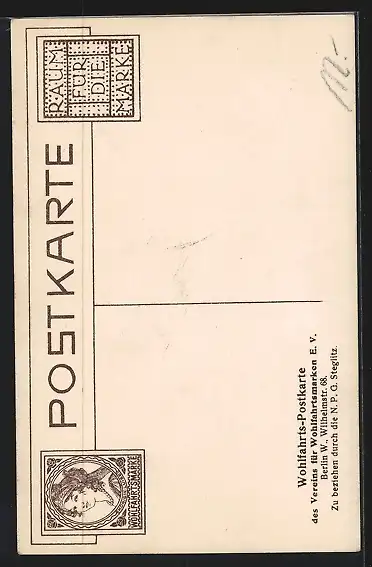 RAUM
FÜR
DIE
MARKE
POSTKARTE
WOHLFAHRTSMARKE
Wohlfahrts-Postkarte
des Vereins für Wohlfahrtsmarken E. V.
Berlin W., Wilhelmstr. 68.
Zu beziehen durch die N. P. G. Steglitz.